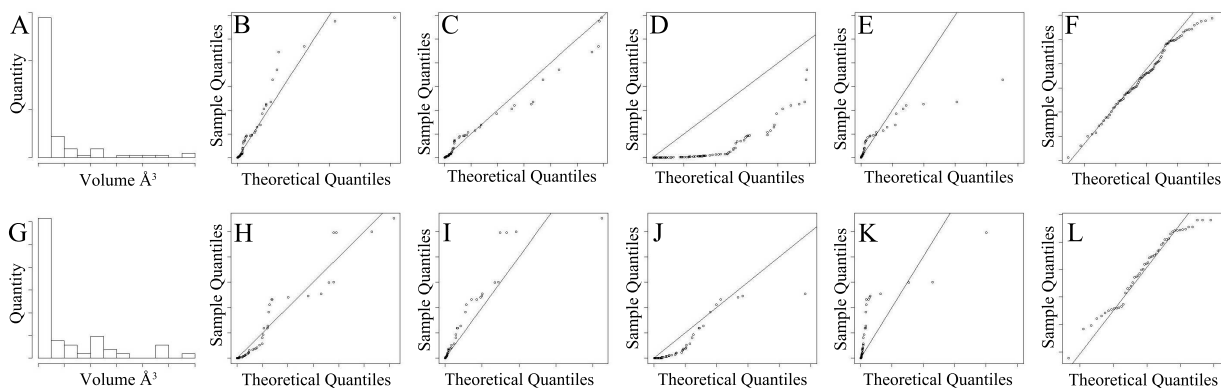 A
Quantity
Volume Å³
B
Sample Quantiles
Theoretical Quantiles
C
Sample Quantiles
Theoretical Quantiles
D
Sample Quantiles
Theoretical Quantiles
E
Sample Quantiles
Theoretical Quantiles
F
Sample Quantiles
Theoretical Quantiles
G
Quantity
Volume Å³
H
Sample Quantiles
Theoretical Quantiles
I
Sample Quantiles
Theoretical Quantiles
J
Sample Quantiles
Theoretical Quantiles
K
Sample Quantiles
Theoretical Quantiles
L
Sample Quantiles
Theoretical Quantiles